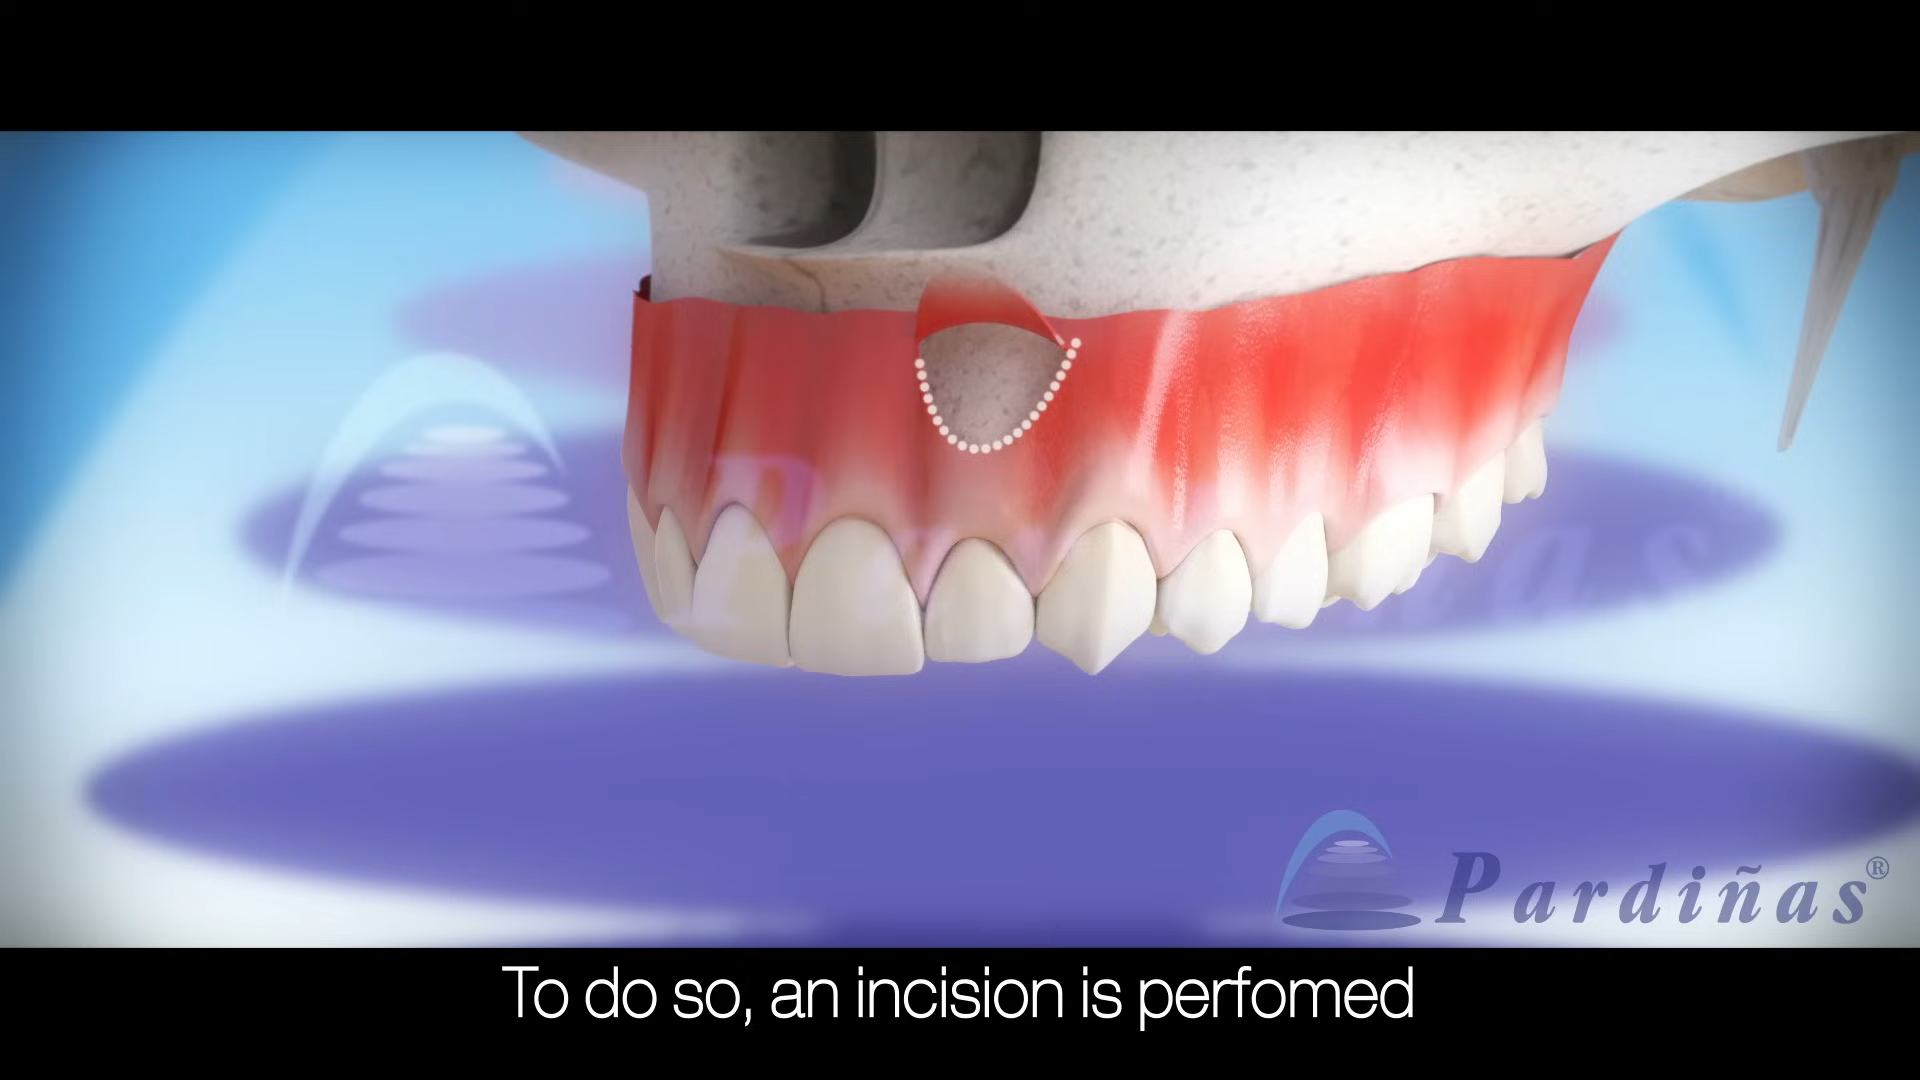 Pardiñas®
To do so, an incision is perfomed